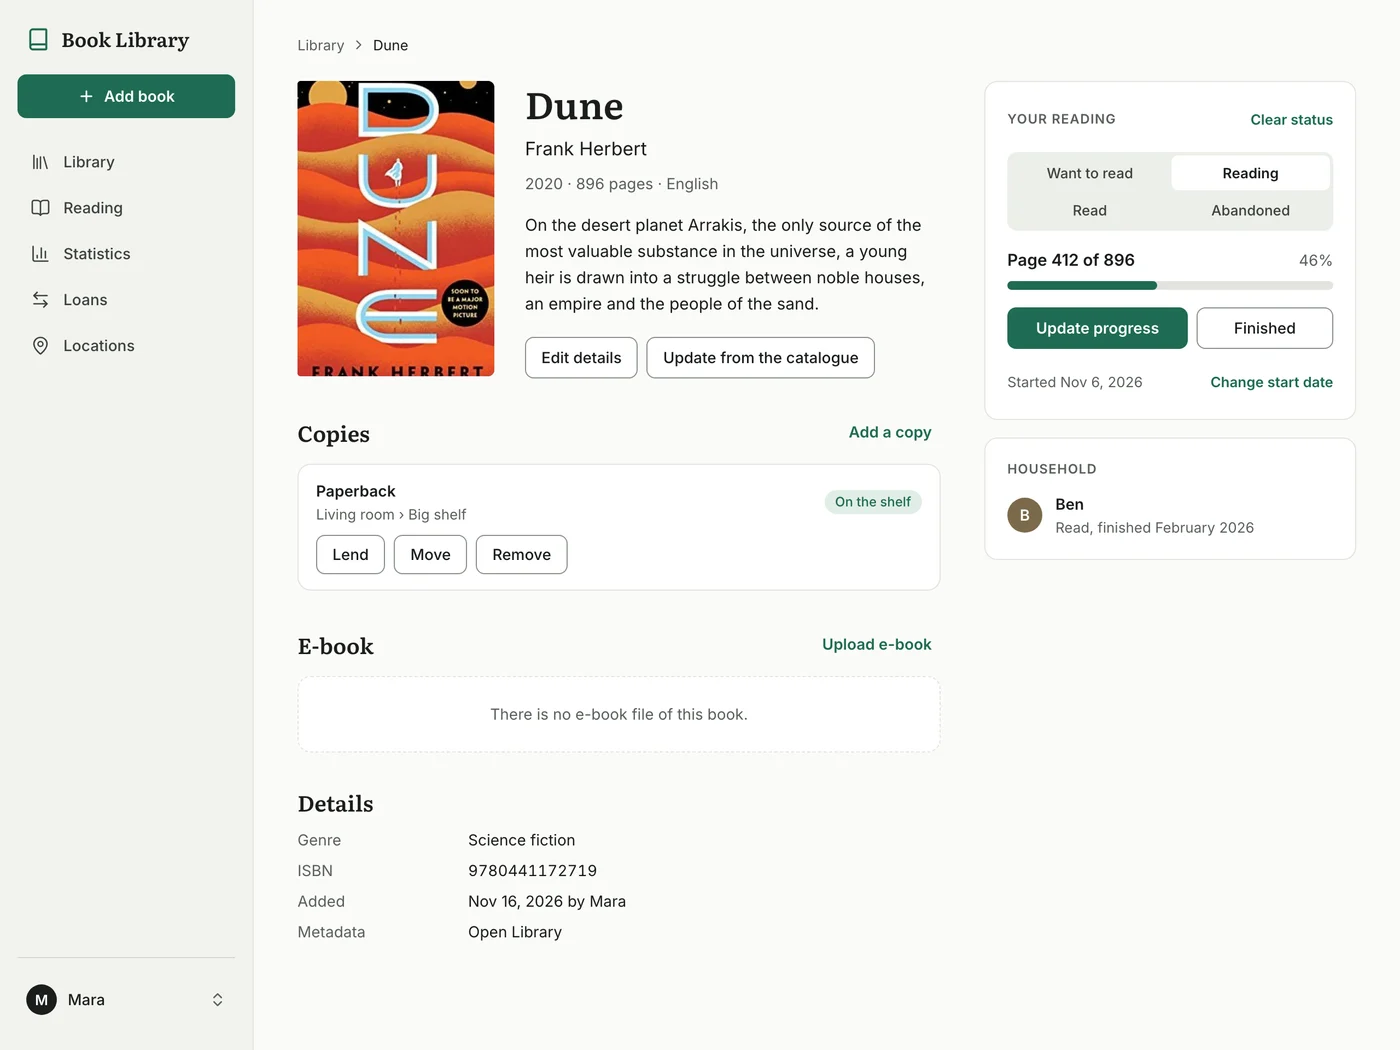 Book Library
Add book
Library
Reading
Statistics
Loans
Locations
M Mara
Library > Dune
DUNE
SOON TO
BE A MAJOR
MOTION
PICTURE
FRANK HERBERT
Dune
Frank Herbert
2020 · 896 pages · English
On the desert planet Arrakis, the only source of the
most valuable substance in the universe, a young
heir is drawn into a struggle between noble houses,
an empire and the people of the sand.
Edit details
Update from the catalogue
Copies
Add a copy
Paperback
Living room › Big shelf
On the shelf
Lend
Move
Remove
E-book
Upload e-book
There is no e-book file of this book.
Details
Genre Science fiction
ISBN 9780441172719
Added Nov 16, 2026 by Mara
Metadata Open Library
YOUR READING
Clear status
Want to read
Reading
Read
Abandoned
Page 412 of 896
46%
Update progress
Finished
Started Nov 6, 2026
Change start date
HOUSEHOLD
B
Ben
Read, finished February 2026